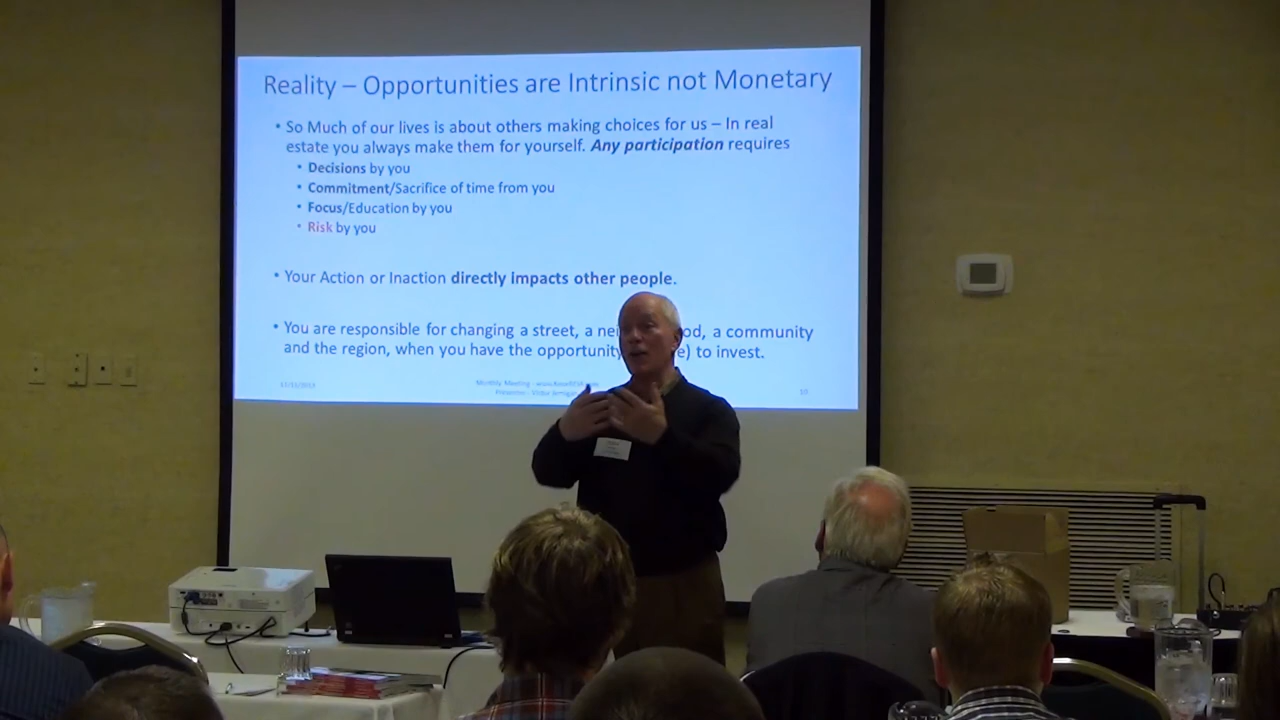 Reality – Opportunities are Intrinsic not Monetary
• So Much of our lives is about others making choices for us – In real
estate you always make them for yourself. Any participation requires
• Decisions by you
• Commitment/Sacrifice of time from you
• Focus/Education by you
• Risk by you
• Your Action or Inaction directly impacts other people.
• You are responsible for changing a street, a od, a community
and the region, when you have the opportunity to invest.
Monthly Meeting -